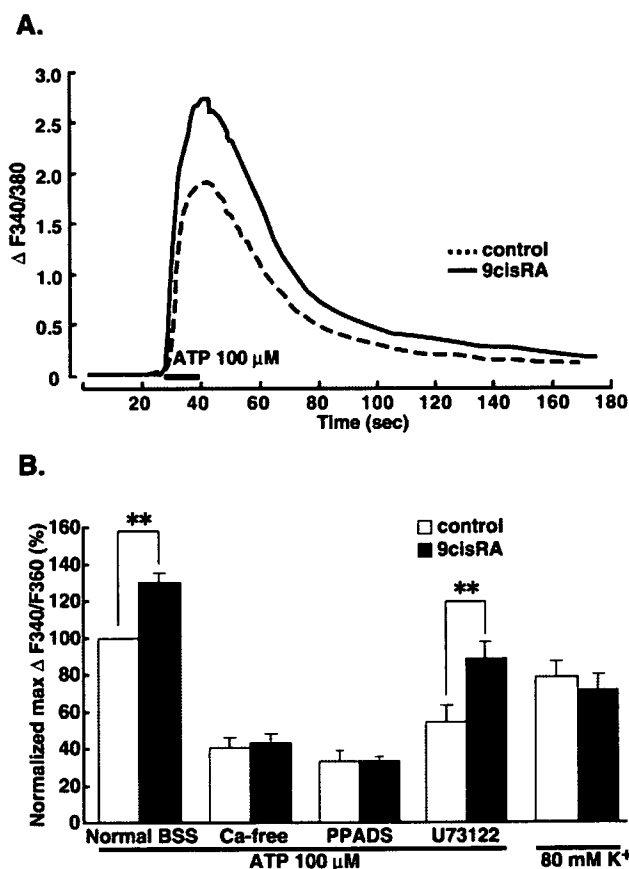 A.
3.0
2.5
2.0
1.5
1.0
0.5
0
Δ F340/380
control
9cisRA
ATP 100 μM
20 40 60 80 100 120 140 160 180
Time (sec)
B.
160
140
120
100
80
60
40
20
0
Normalized max Δ F340/F360 (%)
**
**
control
9cisRA
Normal BSS Ca-free PPADS U73122
ATP 100 μM 80 mM K+